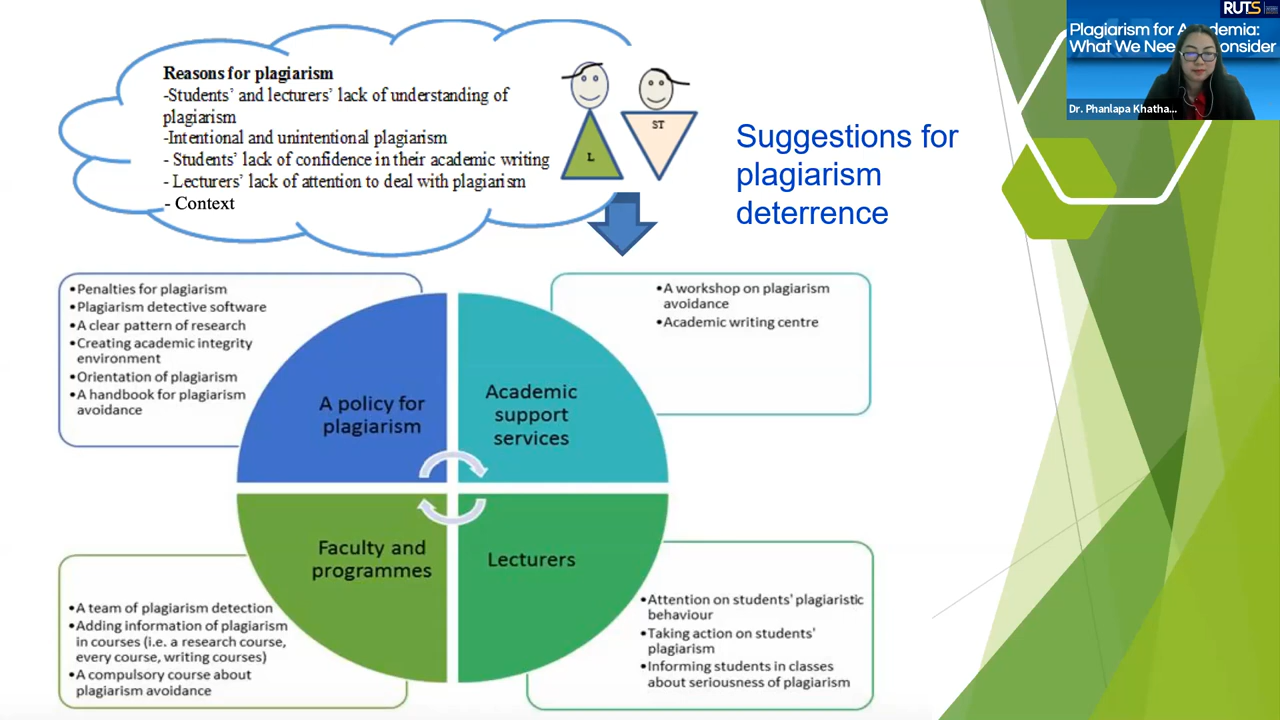 RUTS
Plagiarism for
What We Nee
Dr. Phanlapa Khatha...
Reasons for plagiarism
-Students' and lecturers' lack of understanding of
plagiarism
-Intentional and unintentional plagiarism
- Students' lack of confidence in their academic writing
- Lecturers' lack of attention to deal with plagiarism
- Context
L
ST
Suggestions for
plagiarism
deterrence
•Penalties for plagiarism
•Plagiarism detective software
•A clear pattern of research
•Creating academic integrity
environment
•Orientation of plagiarism
•A handbook for plagiarism
avoidance
•A workshop on plagiarism
avoidance
•Academic writing centre
A policy for
plagiarism
Academic
support
services
Faculty and
programmes
Lecturers
•A team of plagiarism detection
•Adding information of plagiarism
in courses (i.e. a research course,
every course, writing courses)
•A compulsory course about
plagiarism avoidance
•Attention on students' plagiaristic
behaviour
•Taking action on students'
plagiarism
•Informing students in classes
about seriousness of plagiarism